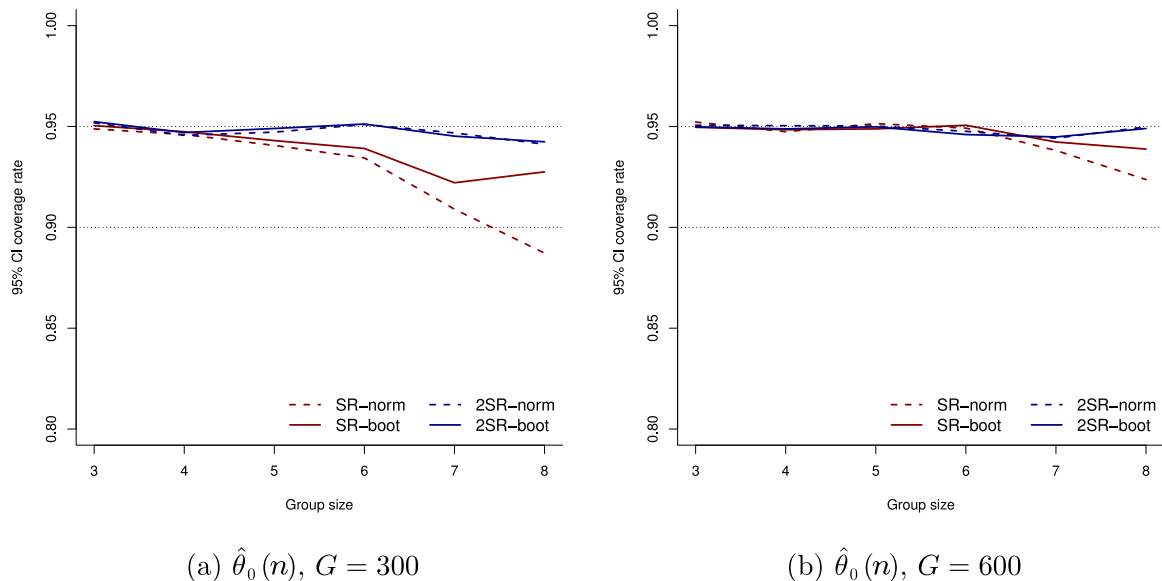 1.00
0.95
0.90
0.85
0.80
95% CI coverage rate
SR−norm 2SR−norm
SR−boot 2SR−boot
3 4 5 6 7 8
Group size
(a) θ̂₀(n), G = 300
1.00
0.95
0.90
0.85
0.80
95% CI coverage rate
SR−norm 2SR−norm
SR−boot 2SR−boot
3 4 5 6 7 8
Group size
(b) θ̂₀(n), G = 600